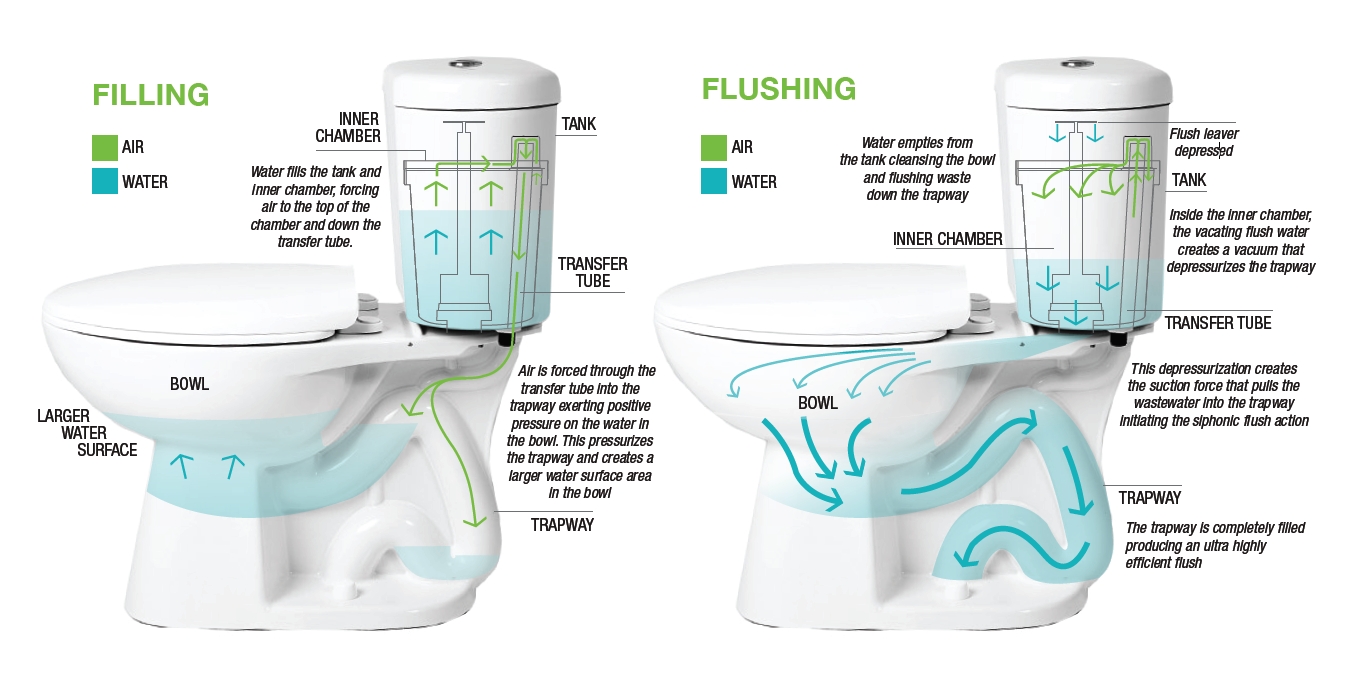 FILLING
AIR
WATER
INNER
CHAMBER
TANK
Water fills the tank and
inner chamber, forcing
air to the top of the
chamber and down the
transfer tube.
TRANSFER
TUBE
BOWL
LARGER
WATER
SURFACE
Air is forced through the
transfer tube into the
trapway exerting positive
pressure on the water in
the bowl. This pressurizes
the trapway and creates a
larger water surface area
in the bowl
TRAPWAY
FLUSHING
AIR
WATER
Water empties from
the tank cleansing the bowl
and flushing waste
down the trapway
Flush leaver
depressed
TANK
INNER CHAMBER
Inside the inner chamber,
the vacating flush water
creates a vacuum that
depressurizes the trapway
TRANSFER TUBE
BOWL
This depressurization creates
the suction force that pulls the
wastewater into the trapway
initiating the siphonic flush action
TRAPWAY
The trapway is completely filled
producing an ultra highly
efficient flush